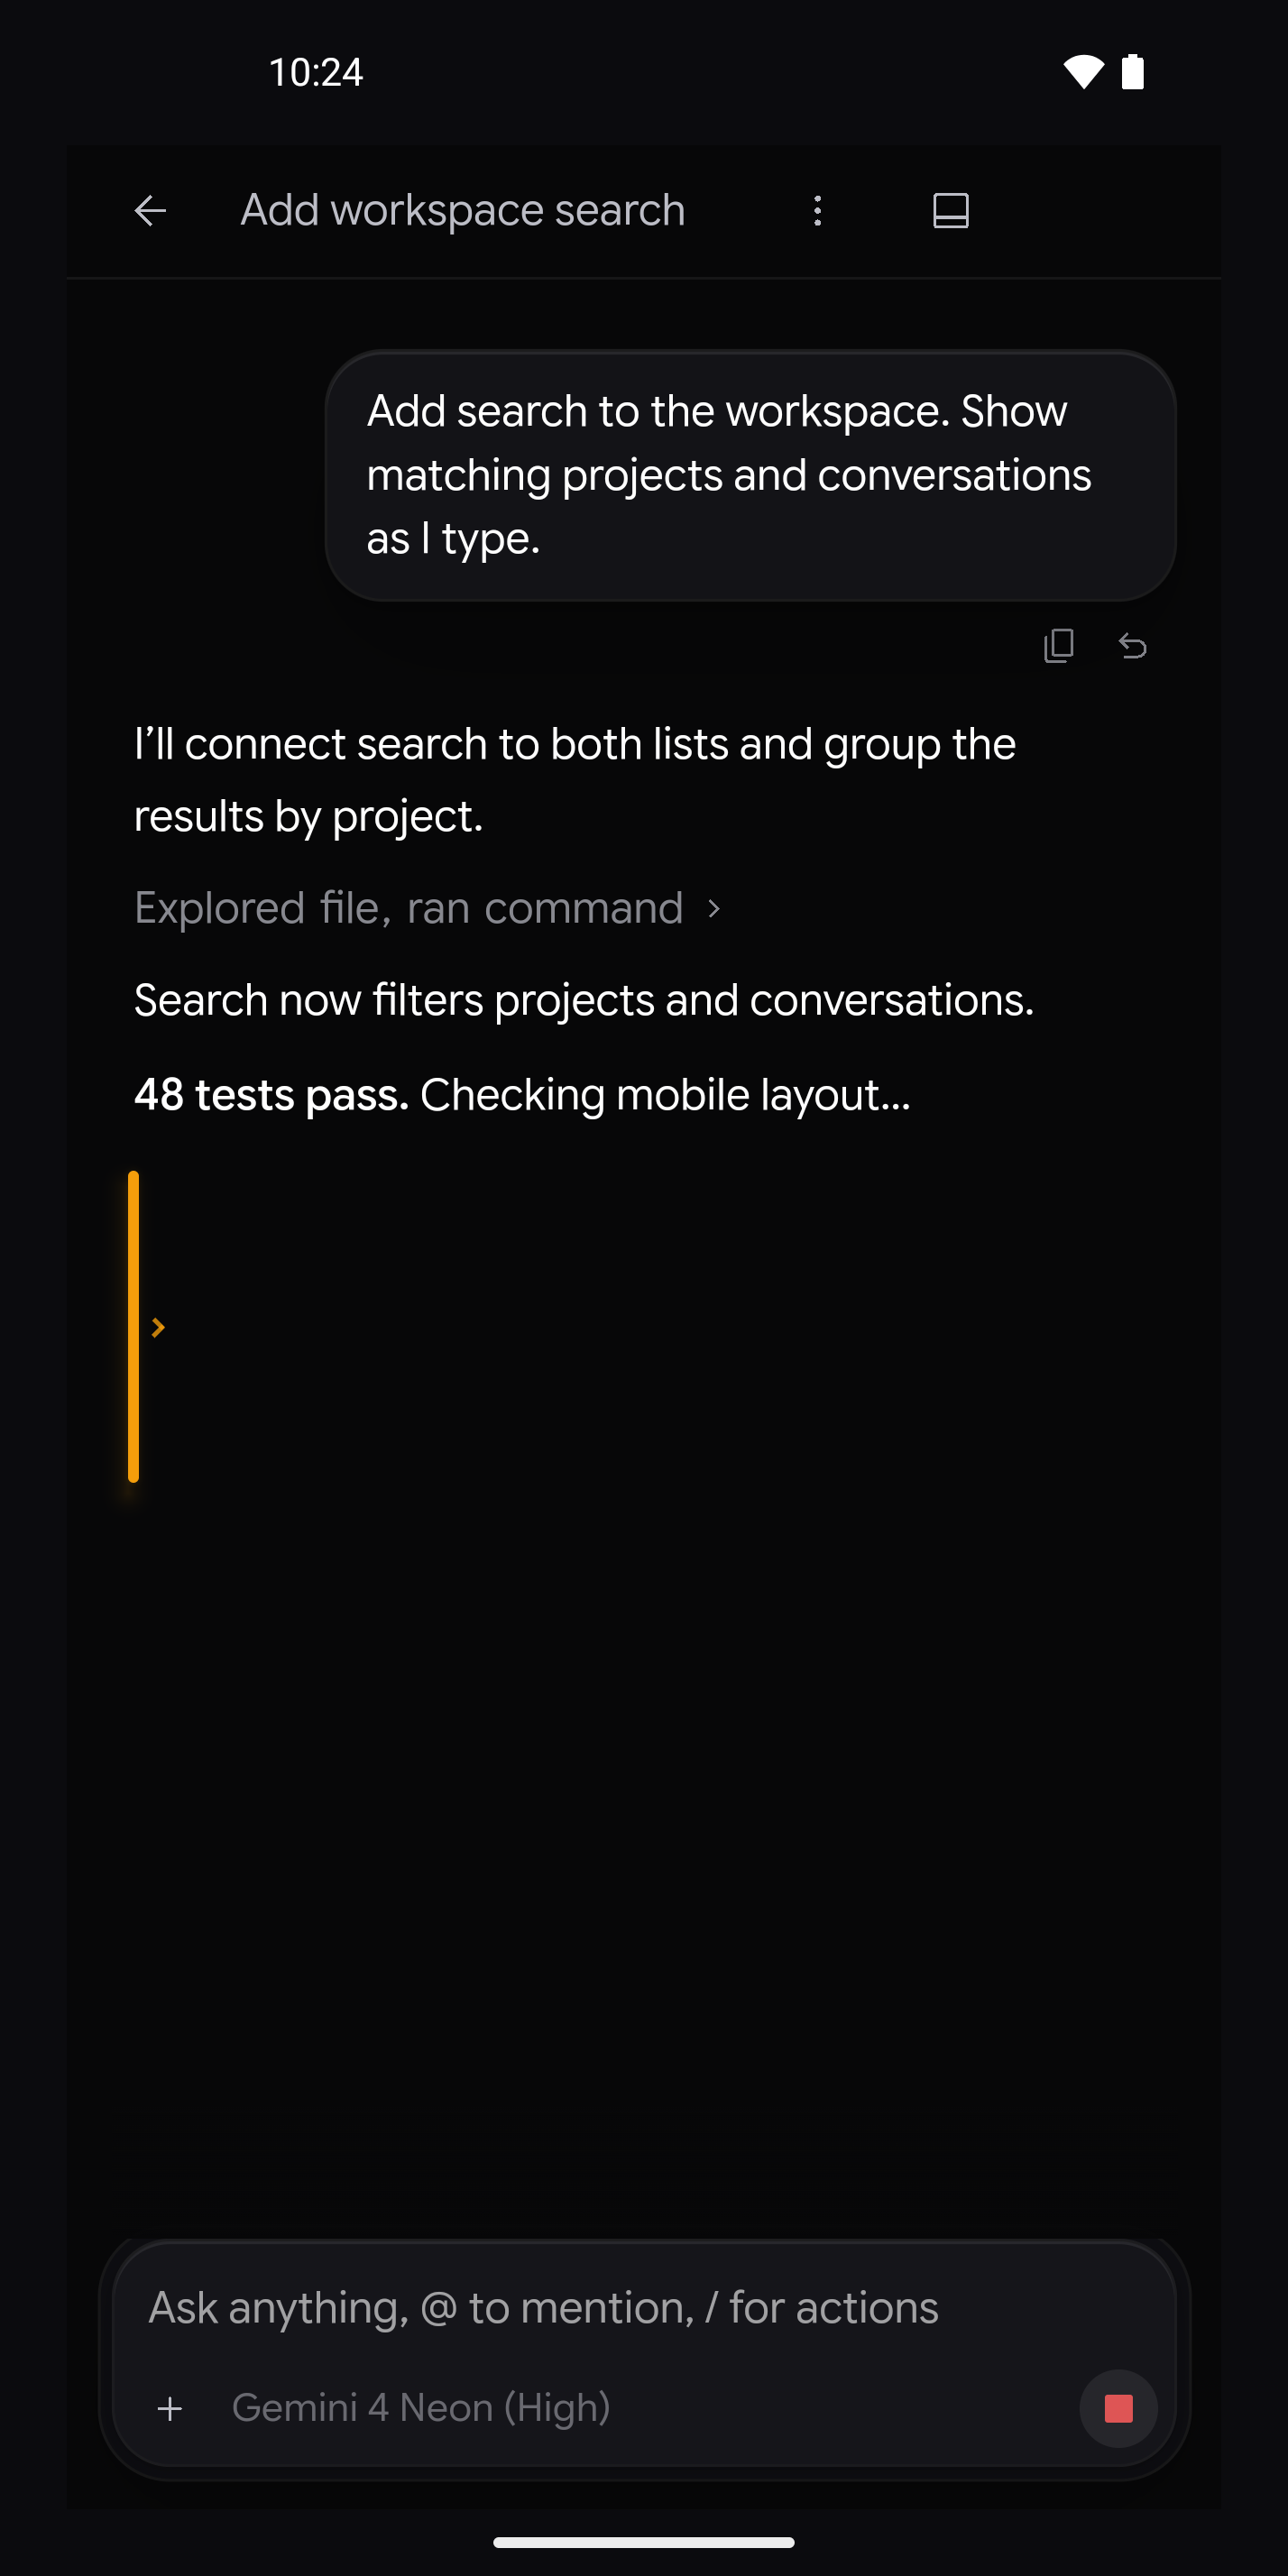 10:24
Add workspace search
Add search to the workspace. Show
matching projects and conversations
as I type.
I’ll connect search to both lists and group the
results by project.
Explored file, ran command
Search now filters projects and conversations.
48 tests pass. Checking mobile layout...
Ask anything, @ to mention, / for actions
Gemini 4 Neon (High)